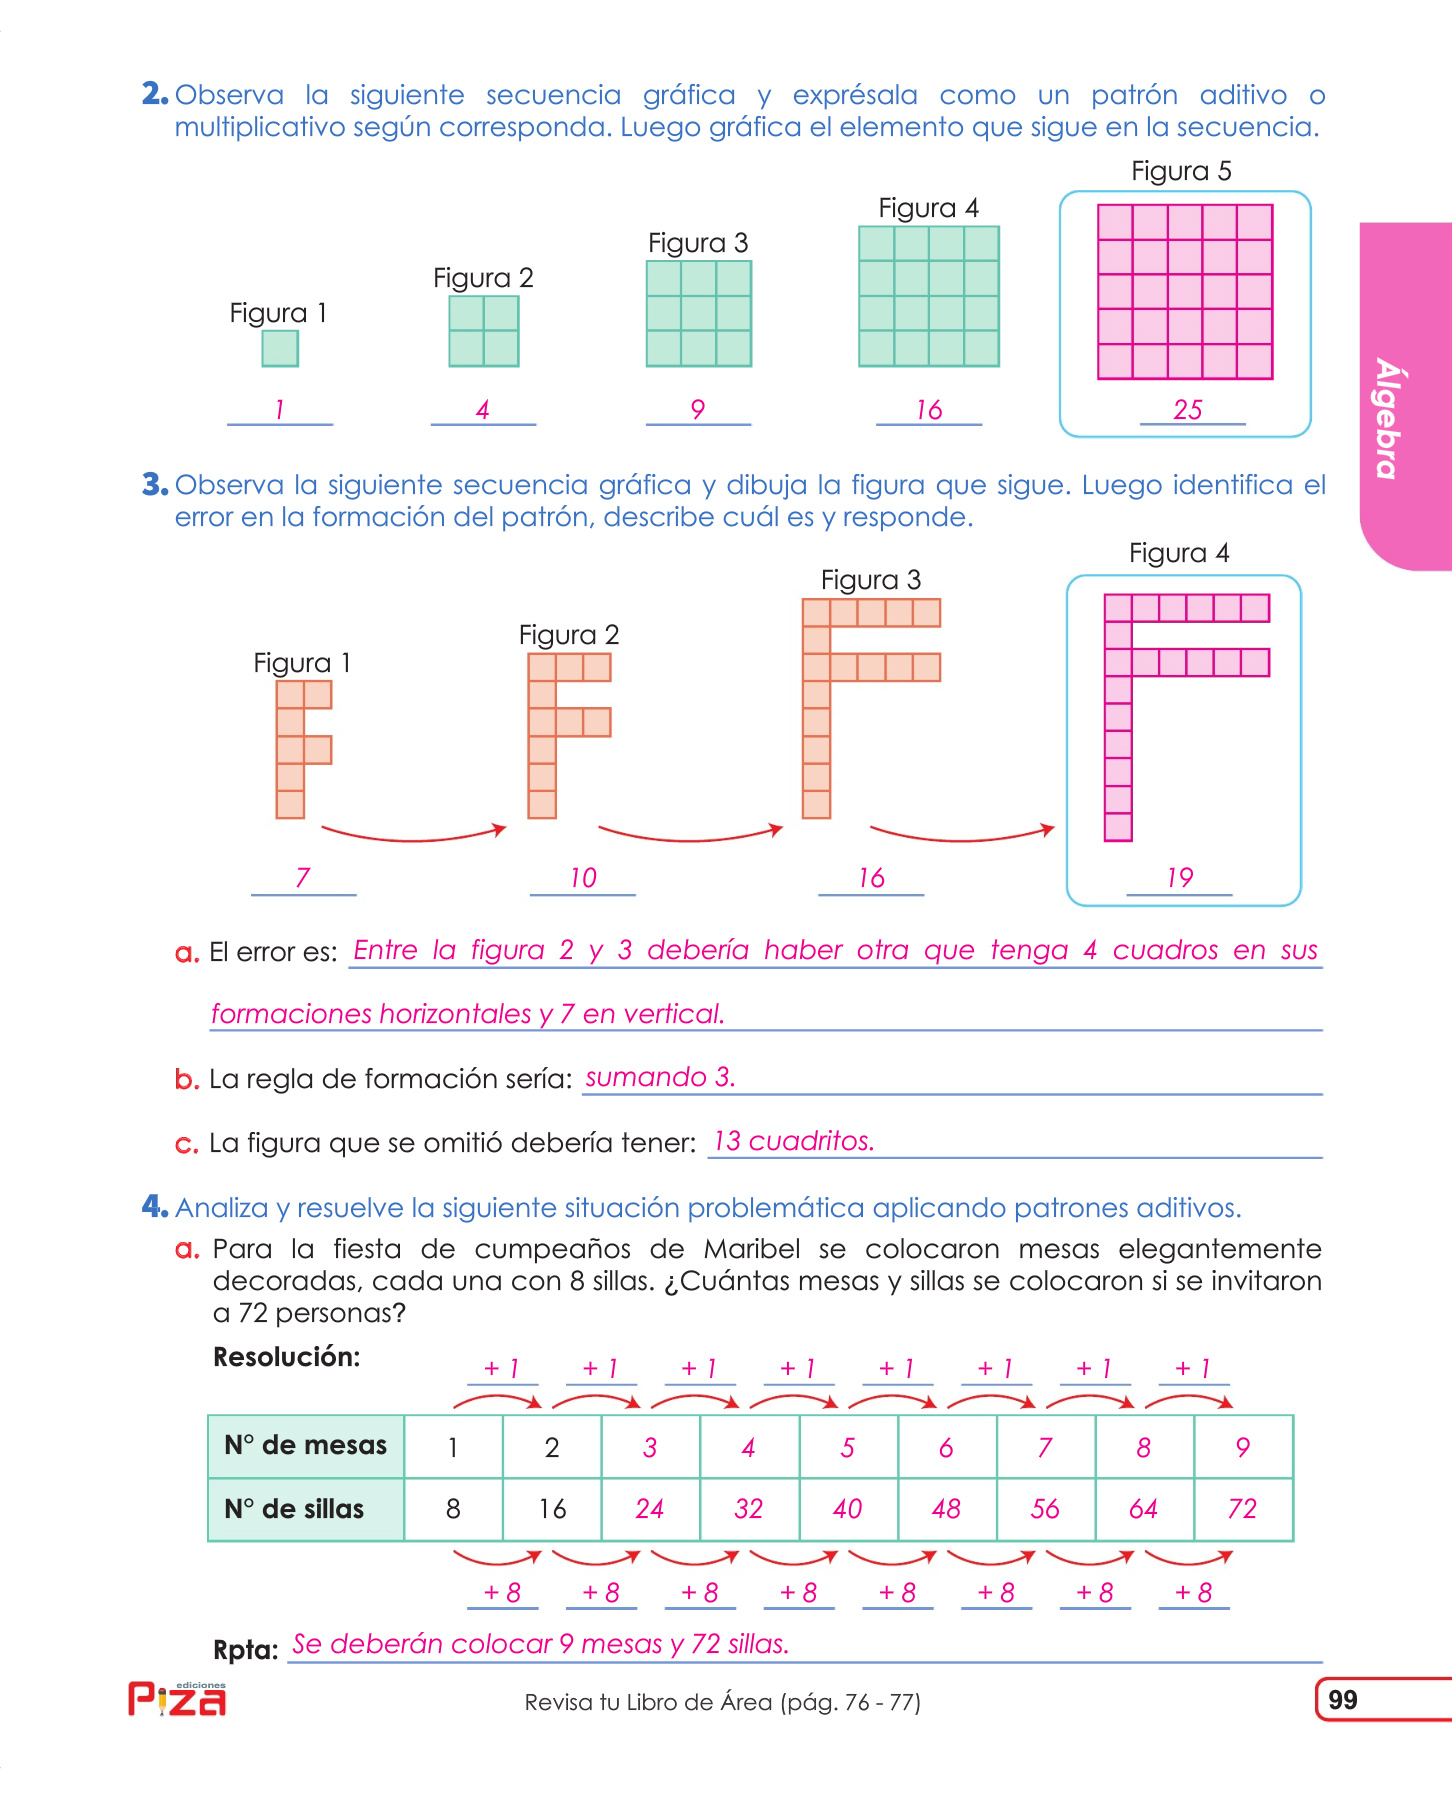 2. Observa la siguiente secuencia gráfica y exprésala como un patrón aditivo o
multiplicativo según corresponda. Luego gráfica el elemento que sigue en la secuencia.
Figura 1
Figura 2
Figura 3
Figura 4
Figura 5
1 4 9 16 25
Álgebra
3. Observa la siguiente secuencia gráfica y dibuja la figura que sigue. Luego identifica el
error en la formación del patrón, describe cuál es y responde.
Figura 1
Figura 2
Figura 3
Figura 4
7 10 16 19
a. El error es: Entre la figura 2 y 3 debería haber otra que tenga 4 cuadros en sus
formaciones horizontales y 7 en vertical.
b. La regla de formación sería: sumando 3.
c. La figura que se omitió debería tener: 13 cuadritos.
4. Analiza y resuelve la siguiente situación problemática aplicando patrones aditivos.
a. Para la fiesta de cumpeaños de Maribel se colocaron mesas elegantemente
decoradas, cada una con 8 sillas. ¿Cuántas mesas y sillas se colocaron si se invitaron
a 72 personas?
Resolución:
+ 1 + 1 + 1 + 1 + 1 + 1 + 1 + 1
N° de mesas 1 2 3 4 5 6 7 8 9
N° de sillas 8 16 24 32 40 48 56 64 72
+ 8 + 8 + 8 + 8 + 8 + 8 + 8 + 8
Rpta: Se deberán colocar 9 mesas y 72 sillas.
ediciones
Piza
Revisa tu Libro de Área (pág. 76 - 77)
99